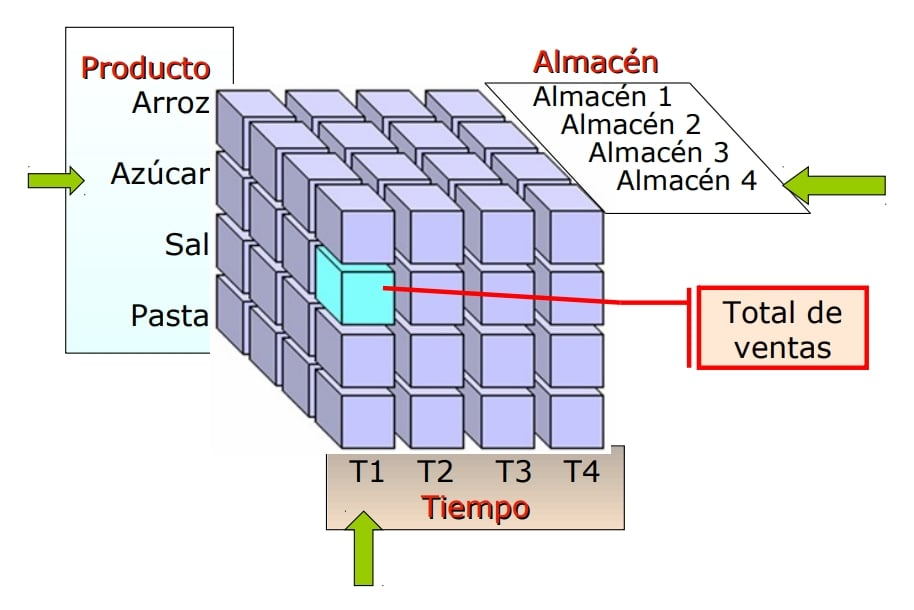 Producto
Arroz
Azúcar
Sal
Pasta
Almacén
Almacén 1
Almacén 2
Almacén 3
Almacén 4
Total de
ventas
T1 T2 T3 T4
Tiempo